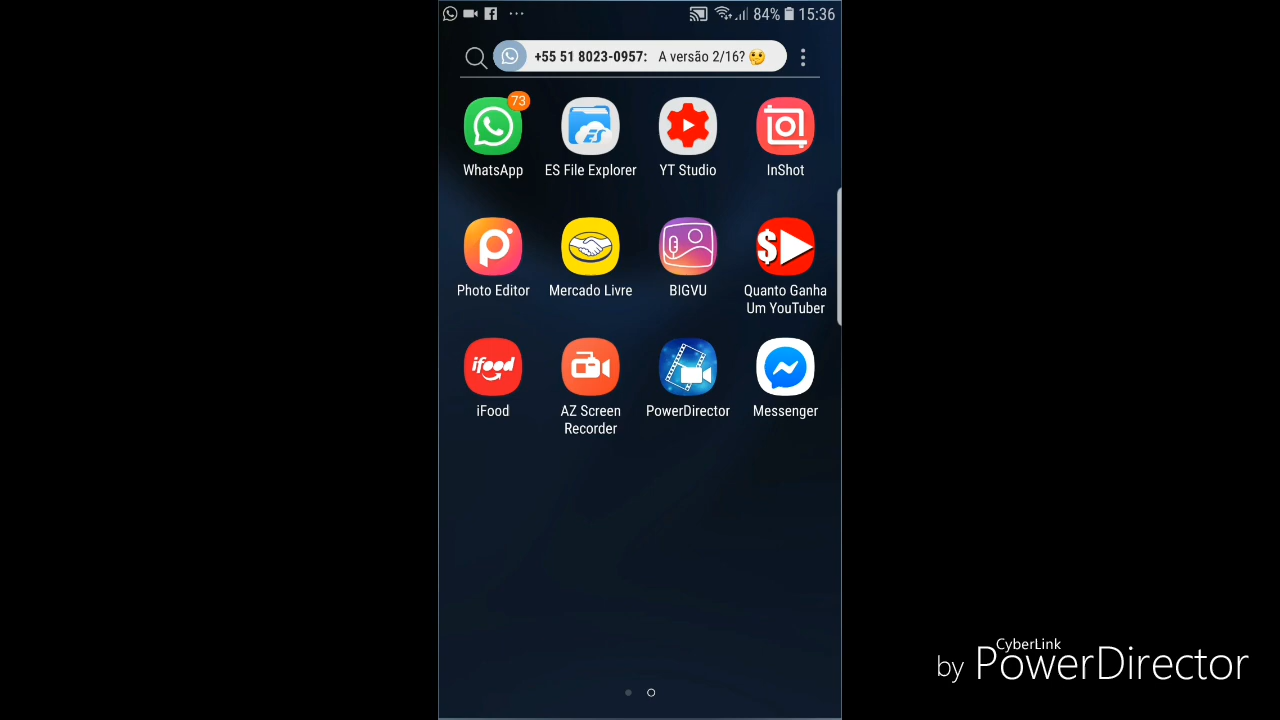 84% 15:36
+55 51 8023-0957: A versão 2/16? 🤔
73
WhatsApp
ES
ES File Explorer
YT Studio
InShot
Photo Editor
Mercado Livre
BIGVU
$
Quanto Ganha
Um YouTuber
ifood
iFood
AZ Screen
Recorder
PowerDirector
Messenger
CyberLink
by PowerDirector